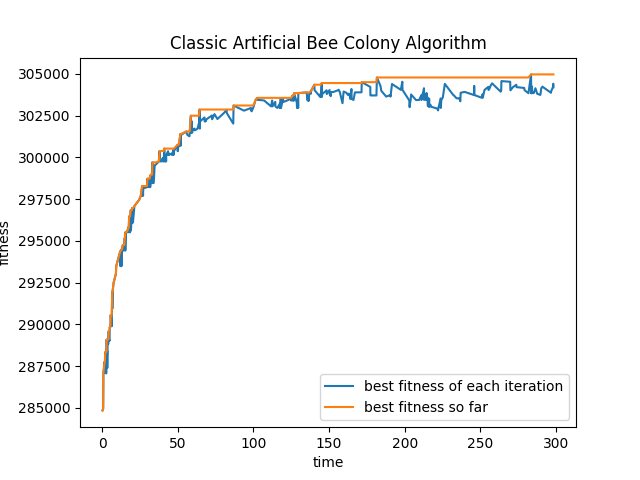 Classic Artificial Bee Colony Algorithm
305000
302500
300000
297500
295000
292500
290000
287500
285000
fitness
0 50 100 150 200 250 300
time
best fitness of each iteration
best fitness so far